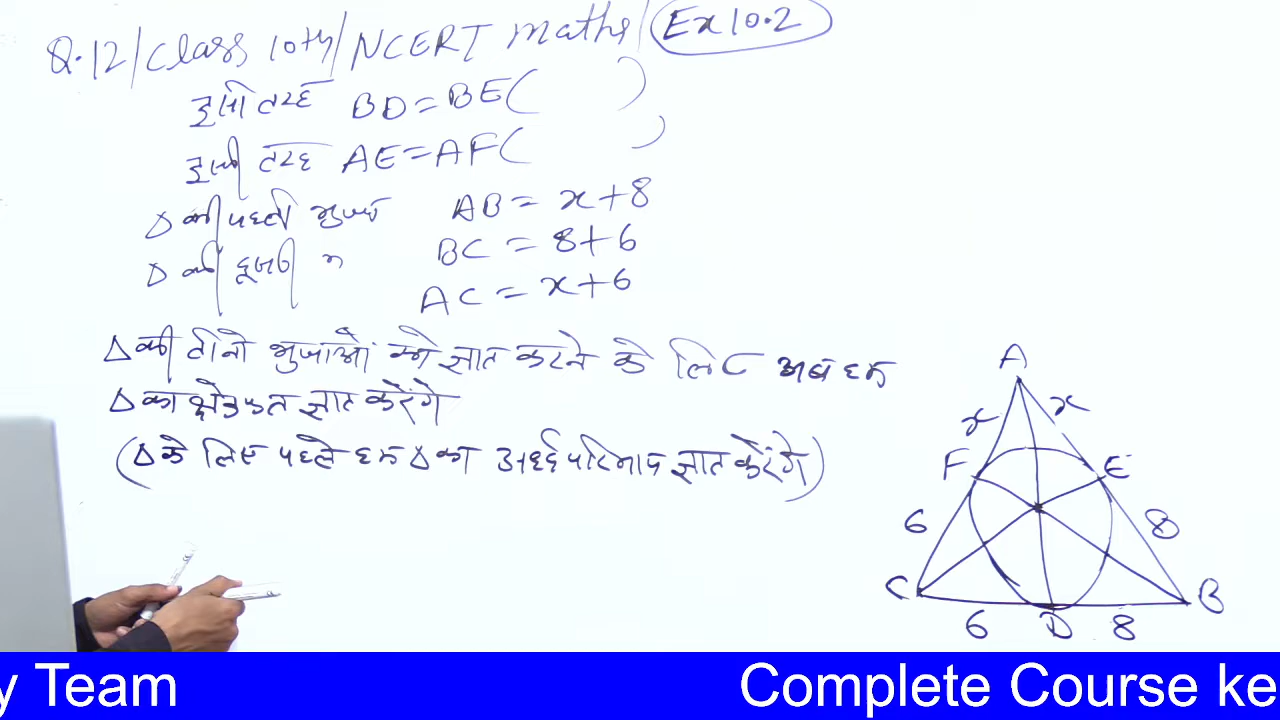 Q.12/Class 10th/NCERT Maths/Ex 10.2
इसी तरह BD = BE ( )
इसी तरह AE = AF ( )
Δ की पहली भुजा AB = x + 8
Δ की दूसरी " BC = 8 + 6
AC = x + 6
Δ की तीनो भुजाओं को ज्ञात करने के लिए अब हम
Δ का क्षेत्रफल ज्ञात करेंगे
(Δ के लिए पहले हम Δ का अर्द्धपरिमाप ज्ञात करेंगे)
A
x x
F E
6 8
C B
6 D 8
y Team Complete Course ke